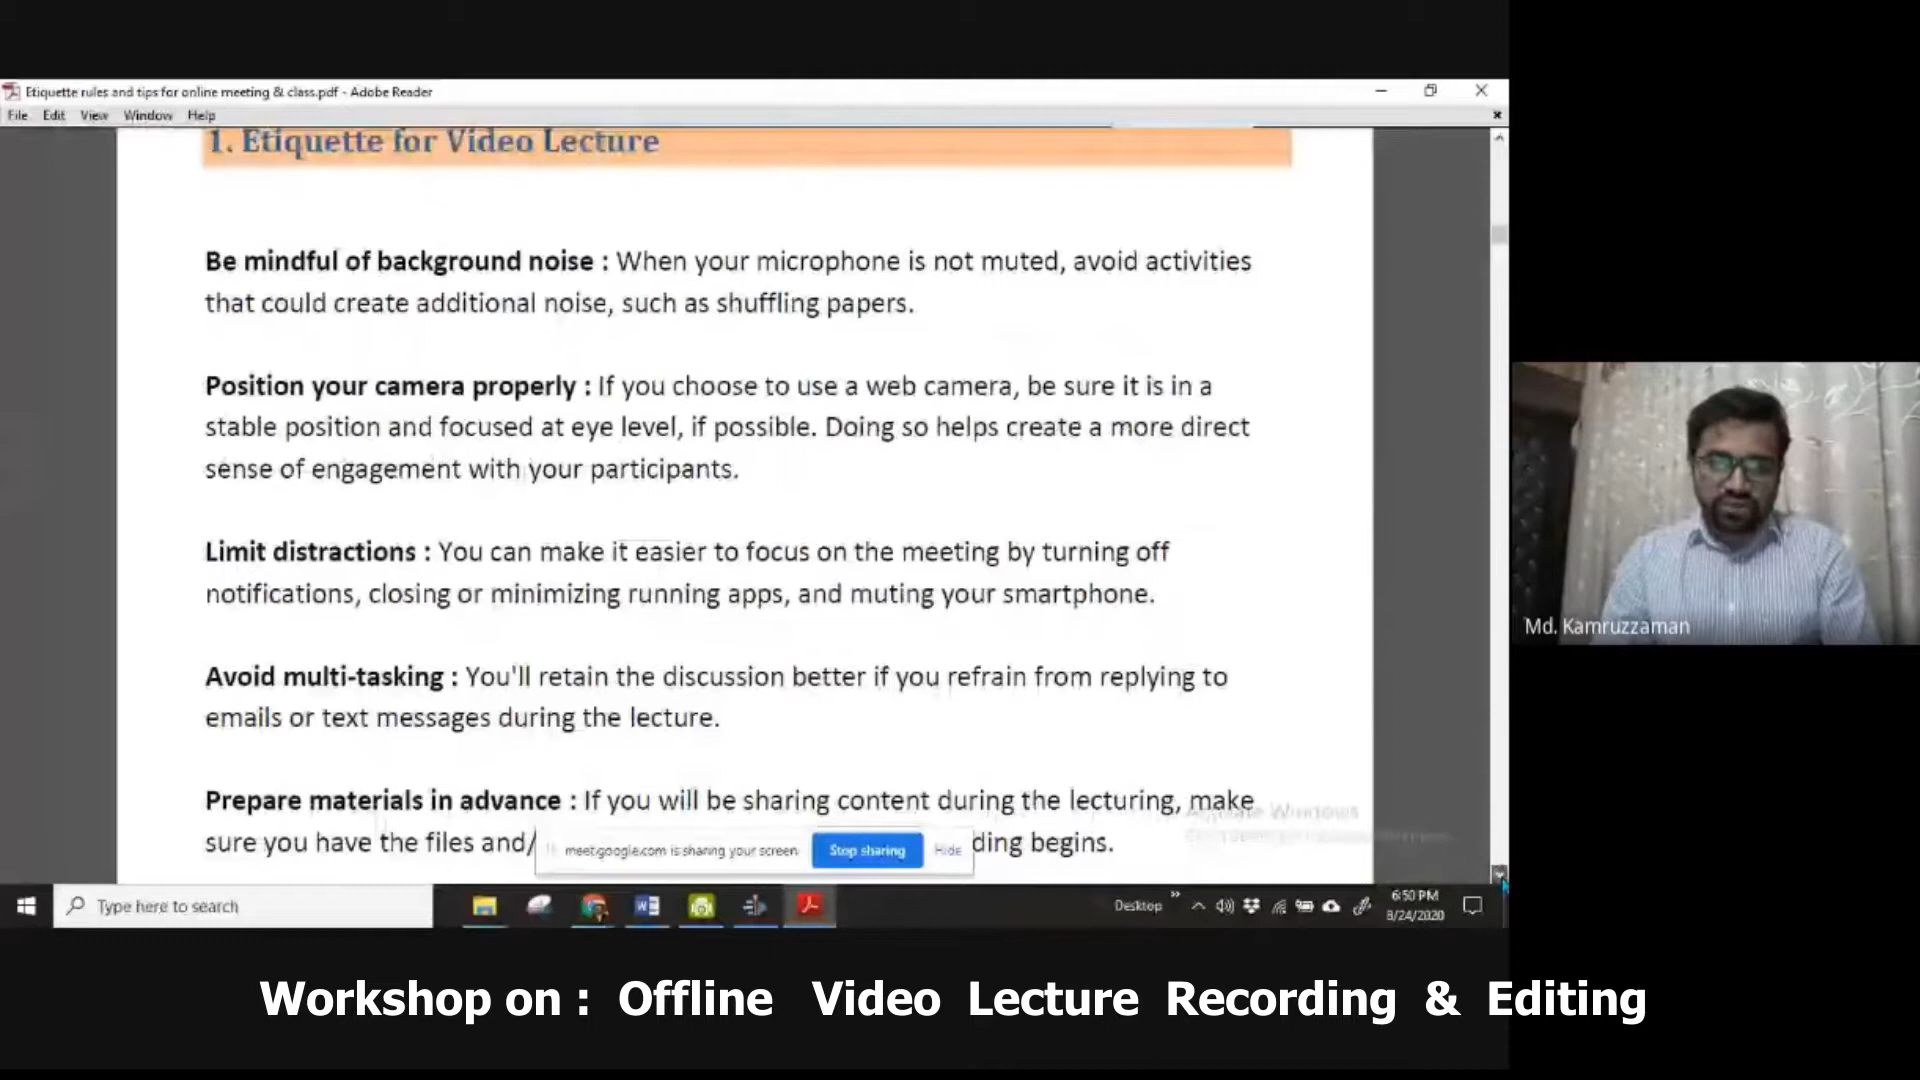 Etiquette rules and tips for online meeting & class.pdf - Adobe Reader
File Edit View Window Help
1. Etiquette for Video Lecture
Be mindful of background noise : When your microphone is not muted, avoid activities
that could create additional noise, such as shuffling papers.
Position your camera properly : If you choose to use a web camera, be sure it is in a
stable position and focused at eye level, if possible. Doing so helps create a more direct
sense of engagement with your participants.
Limit distractions : You can make it easier to focus on the meeting by turning off
notifications, closing or minimizing running apps, and muting your smartphone.
Md. Kamruzzaman
Avoid multi-tasking : You'll retain the discussion better if you refrain from replying to
emails or text messages during the lecture.
Prepare materials in advance : If you will be sharing content during the lecturing, make
Activate Windows
sure you have the files and/ ding begins.
meet.google.com is sharing your screen Stop sharing Hide
Type here to search
Desktop
6:50 PM
8/24/2020
Workshop on : Offline Video Lecture Recording & Editing